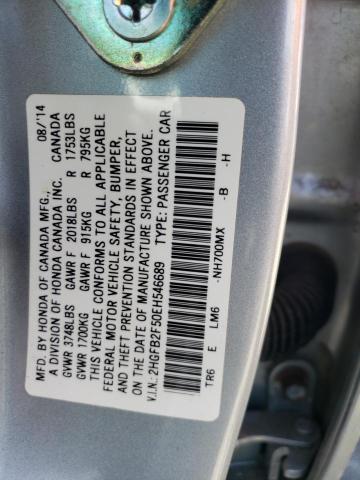 MFD. BY HONDA OF CANADA MFG., 08/'14
A DIVISION OF HONDA CANADA INC. CANADA
GVWR 3748LBS GAWR F 2018LBS R 1753LBS
GVWR 1700KG GAWR F 915KG R 795KG
THIS VEHICLE CONFORMS TO ALL APPLICABLE
FEDERAL MOTOR VEHICLE SAFETY, BUMPER,
AND THEFT PREVENTION STANDARDS IN EFFECT
ON THE DATE OF MANUFACTURE SHOWN ABOVE.
V.I.N.: 2HGFB2F50EH546689 TYPE: PASSENGER CAR
TR6 E LM6 -NH700MX -B -H